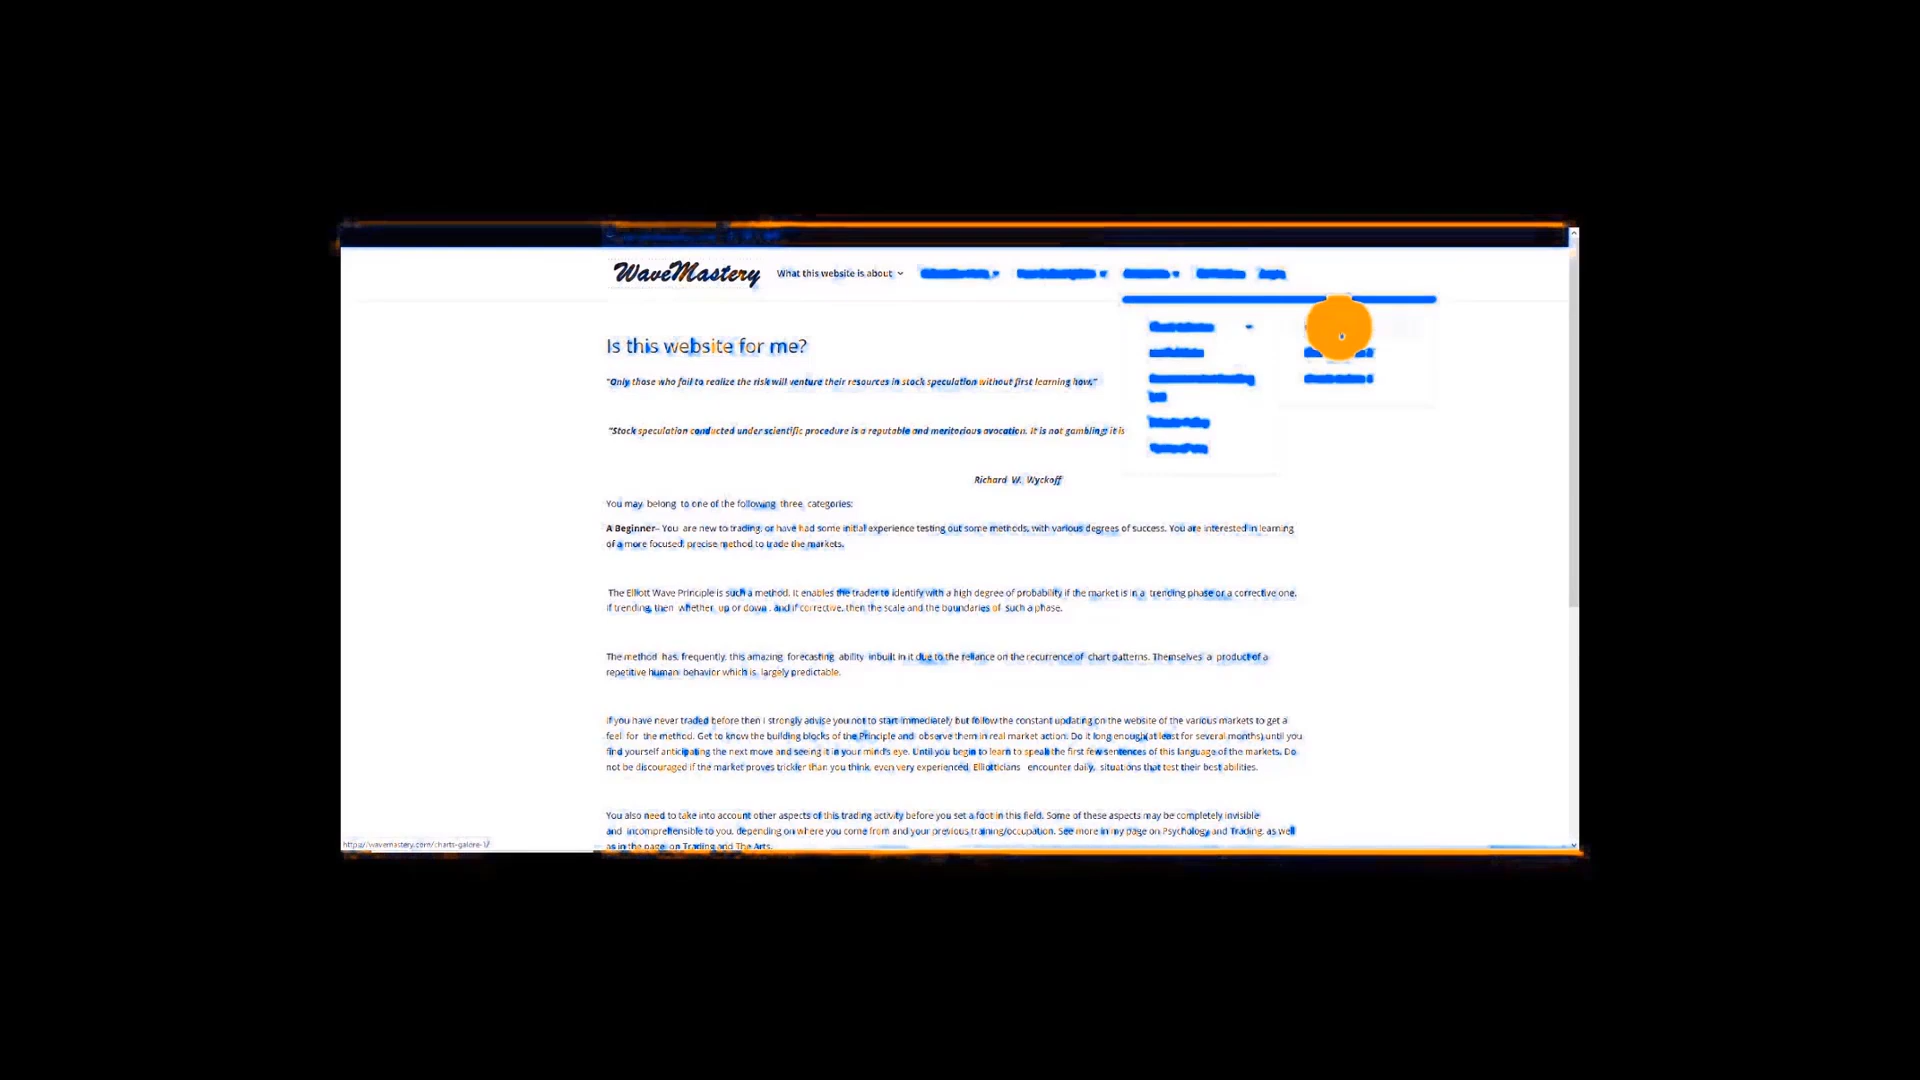 WaveMastery What this website is about
Is this website for me?
"Only those who fail to realize the risk will venture their resources in stock speculation without first learning how."
"Stock speculation conducted under scientific procedure is a reputable and meritorious avocation. It is not gambling; it is
Richard W. Wyckoff
You may belong to one of the following three categories:
A Beginner– You are new to trading, or have had some initial experience testing out some methods, with various degrees of success. You are interested in learning
of a more focused, precise method to trade the markets.
The Elliott Wave Principle is such a method. It enables the trader to identify with a high degree of probability if the market is in a trending phase or a corrective one,
if trending, then whether up or down , and if corrective, then the scale and the boundaries of such a phase.
The method has, frequently, this amazing forecasting ability inbuilt in it due to the reliance on the recurrence of chart patterns. Themselves a product of a
repetitive human behavior which is largely predictable.
If you have never traded before then I strongly advise you not to start immediately but follow the constant updating on the website of the various markets to get a
feel for the method. Get to know the building blocks of the Principle and observe them in real market action. Do it long enough(at least for several months) until you
find yourself anticipating the next move and seeing it in your mind's eye. Until you begin to learn to speak the first few sentences of this language of the markets. Do
not be discouraged if the market proves trickier than you think, even very experienced Elliotticians encounter daily, situations that test their best abilities.
You also need to take into account other aspects of this trading activity before you set a foot in this field. Some of these aspects may be completely invisible
and incomprehensible to you, depending on where you come from and your previous training/occupation. See more in my page on Psychology and Trading, as well
as in the page on Trading and The Arts.
https://wavemastery.com/charts-galore-1/